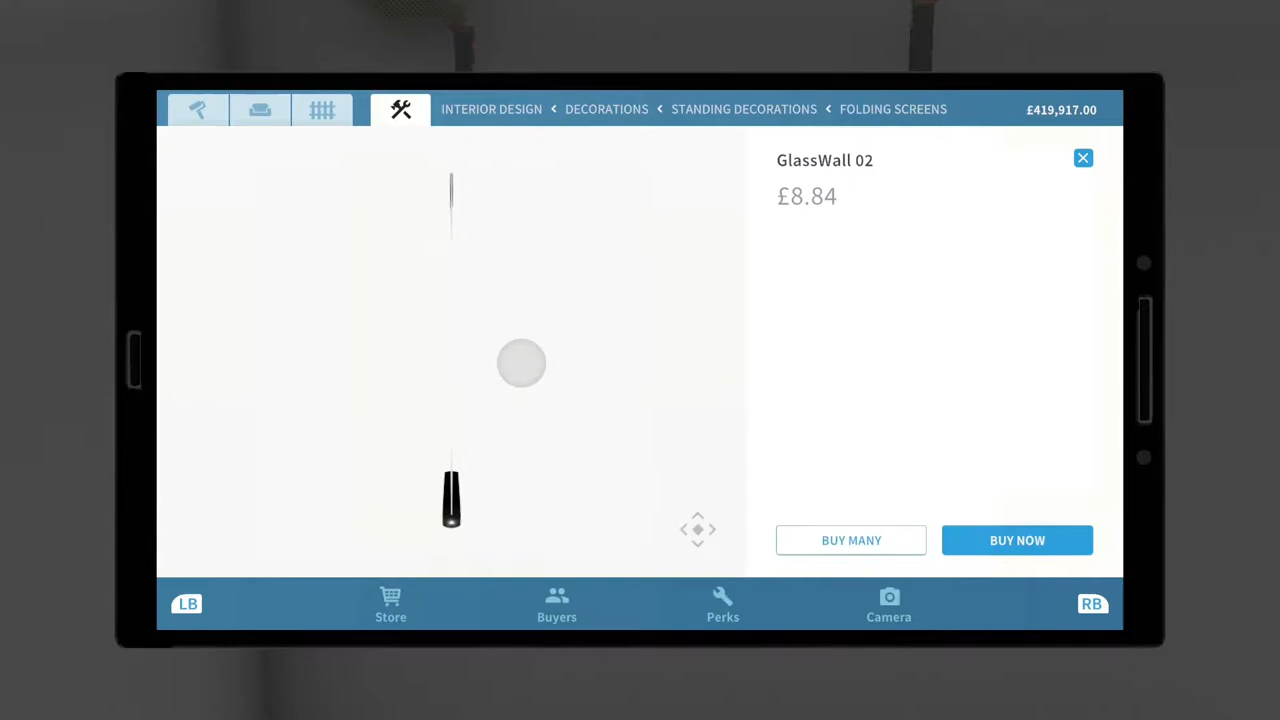 INTERIOR DESIGN < DECORATIONS < STANDING DECORATIONS < FOLDING SCREENS £419,917.00
GlassWall 02
£8.84
BUY MANY BUY NOW
LB Store Buyers Perks Camera RB